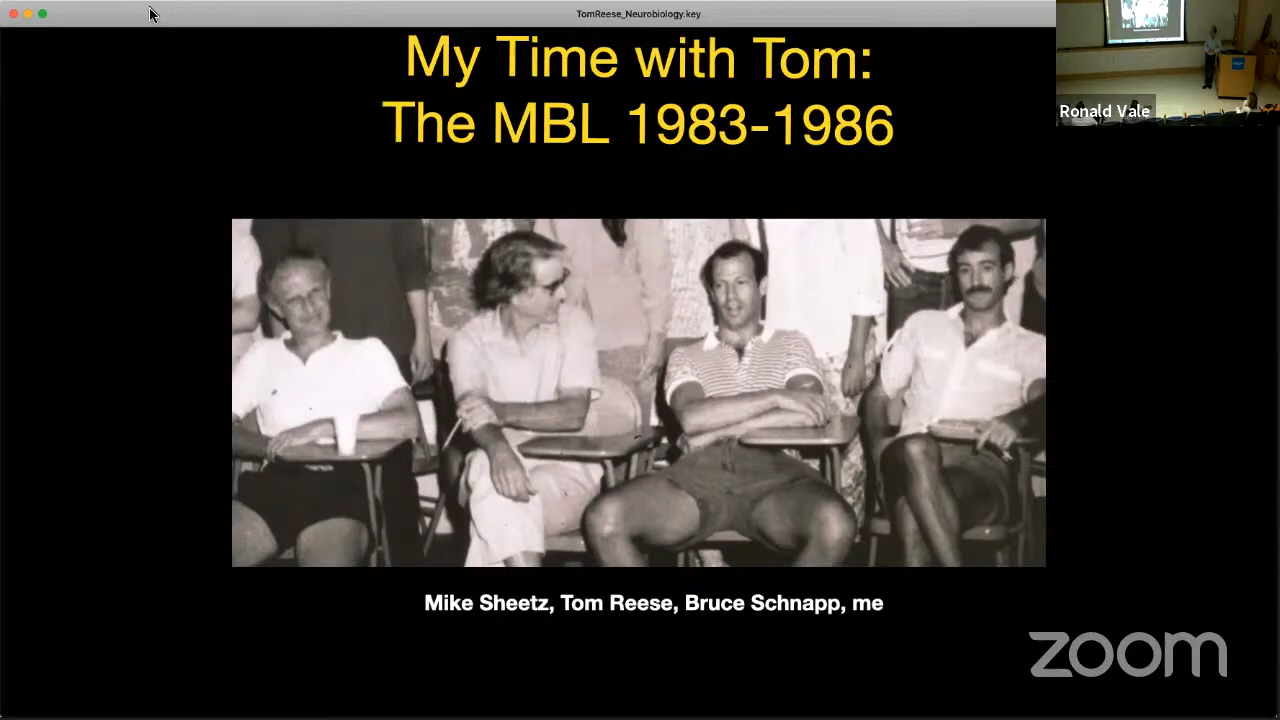 TomReese_Neurobiology.key
My Time with Tom:
The MBL 1983-1986
Ronald Vale
Mike Sheetz, Tom Reese, Bruce Schnapp, me
zoom